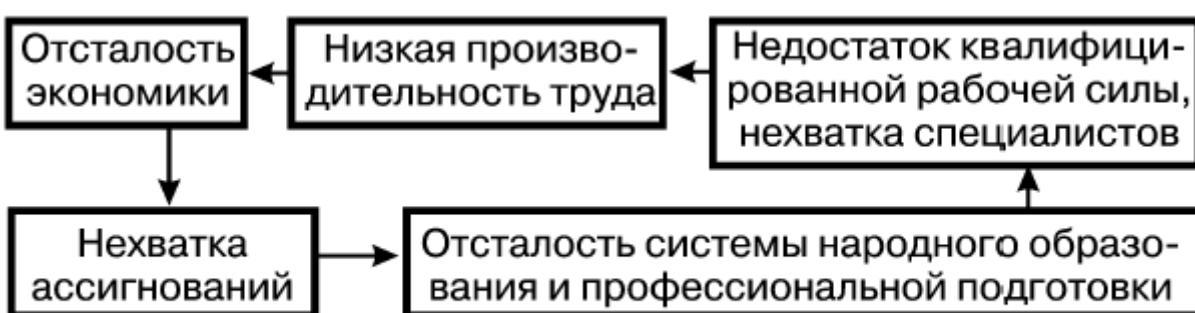 Отсталость
экономики
Низкая произво-
дительность труда
Недостаток квалифици-
рованной рабочей силы,
нехватка специалистов
Нехватка
ассигнований
Отсталость системы народного образо-
вания и профессиональной подготовки